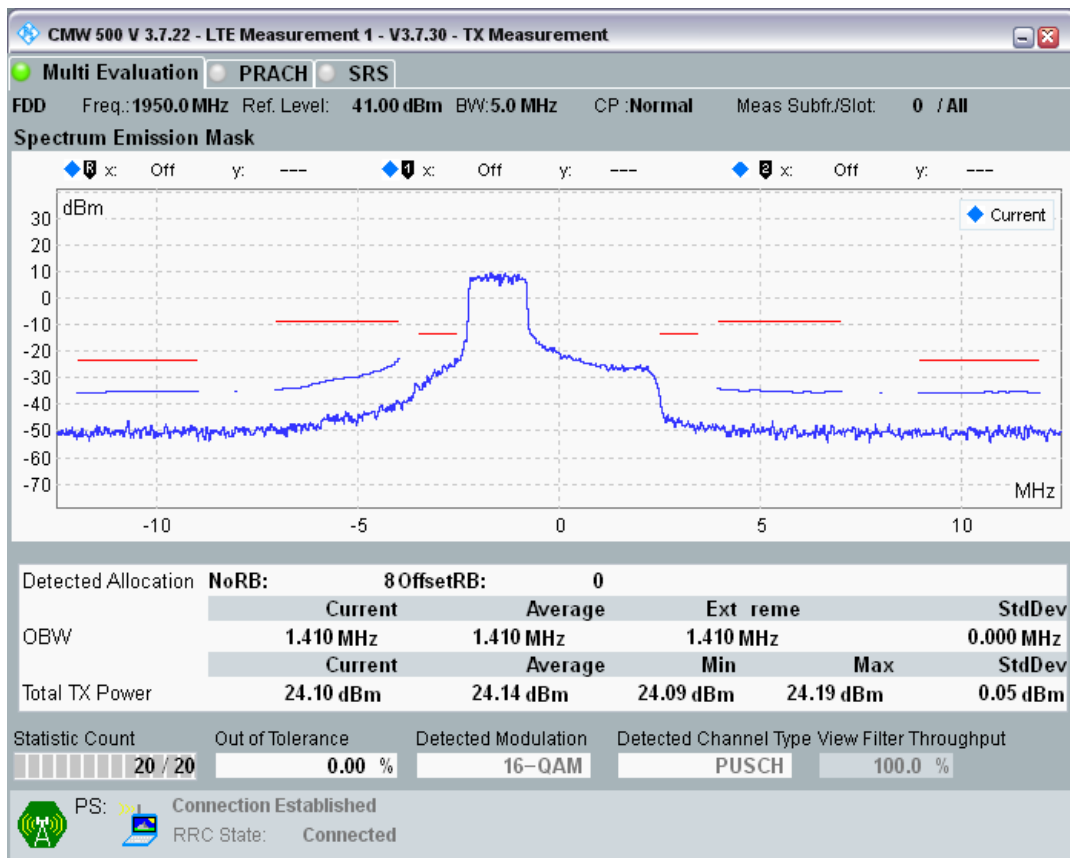 CMW 500 V 3.7.22 - LTE Measurement 1 - V3.7.30 - TX Measurement
Multi Evaluation PRACH SRS
FDD Freq.:1950.0 MHz Ref. Level: 41.00 dBm BW:5.0 MHz CP :Normal Meas Subfr./Slot: 0 / All
Spectrum Emission Mask
R x: Off y: --- 1 x: Off y: --- 2 x: Off y: ---
dBm
Current
30
20
10
0
-10
-20
-30
-40
-50
-60
-70
MHz
-10 -5 0 5 10
Detected Allocation NoRB: 8 OffsetRB: 0
Current Average Ext reme StdDev
OBW 1.410 MHz 1.410 MHz 1.410 MHz 0.000 MHz
Current Average Min Max StdDev
Total TX Power 24.10 dBm 24.14 dBm 24.09 dBm 24.19 dBm 0.05 dBm
Statistic Count Out of Tolerance Detected Modulation Detected Channel Type View Filter Throughput
20 / 20 0.00 % 16-QAM PUSCH 100.0 %
PS: Connection Established
RRC State: Connected